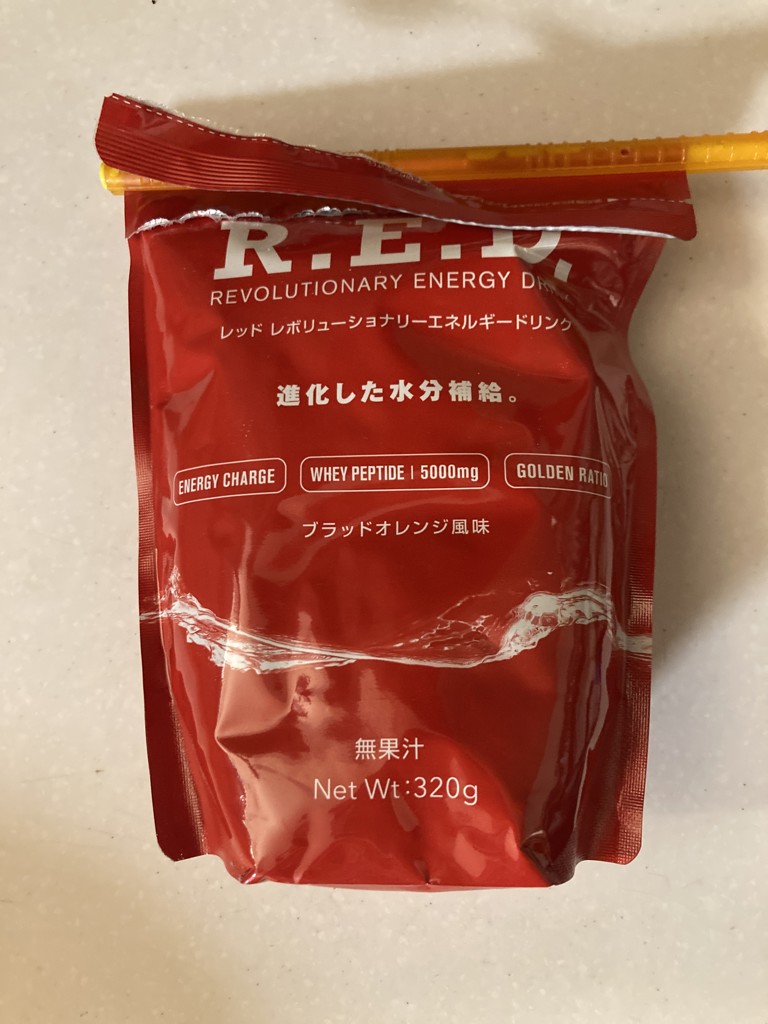 R.E.D.
REVOLUTIONARY ENERGY
レッド レボリューショナリーエネルギードリンク
進化した水分補給。
ENERGY CHARGE
WHEY PEPTIDE | 5000mg
GOLDEN RATIO
ブラッドオレンジ風味
無果汁
Net Wt:320g